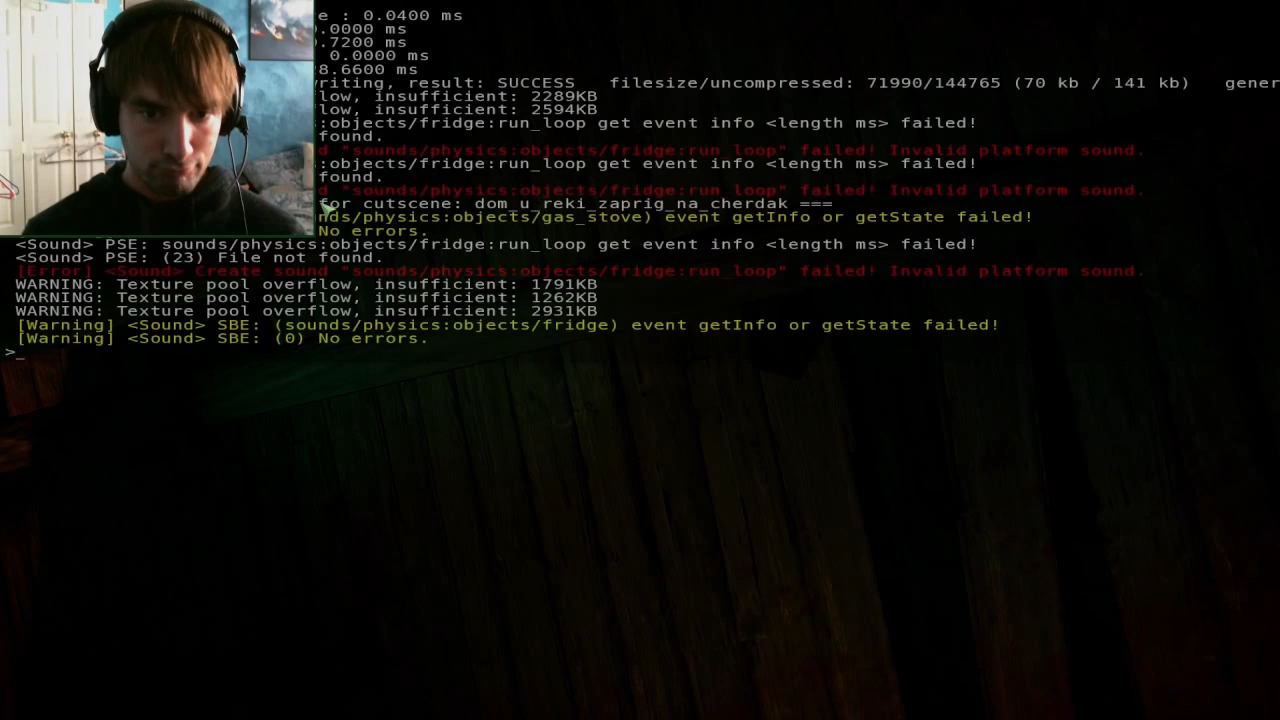 e : 0.0400 ms
.0000 ms
.7200 ms
0.0000 ms
8.6600 ms
riting, result: SUCCESS filesize/uncompressed: 71990/144765 (70 kb / 141 kb) gener
low, insufficient: 2289KB
low, insufficient: 2594KB
:objects/fridge:run_loop get event info <length ms> failed!
found.
d "sounds/physics:objects/fridge:run_loop" failed! Invalid platform sound.
:objects/fridge:run_loop get event info <length ms> failed!
found.
d "sounds/physics:objects/fridge:run_loop" failed! Invalid platform sound.
for cutscene: dom_u_reki_zaprig_na_cherdak ===
nds/physics:objects/gas_stove) event getInfo or getState failed!
No errors.
<Sound> PSE: sounds/physics:objects/fridge:run_loop get event info <length ms> failed!
<Sound> PSE: (23) File not found.
[Error] <Sound> Create sound "sounds/physics:objects/fridge:run_loop" failed! Invalid platform sound.
WARNING: Texture pool overflow, insufficient: 1791KB
WARNING: Texture pool overflow, insufficient: 1262KB
WARNING: Texture pool overflow, insufficient: 2931KB
[Warning] <Sound> SBE: (sounds/physics:objects/fridge) event getInfo or getState failed!
[Warning] <Sound> SBE: (0) No errors.
>_